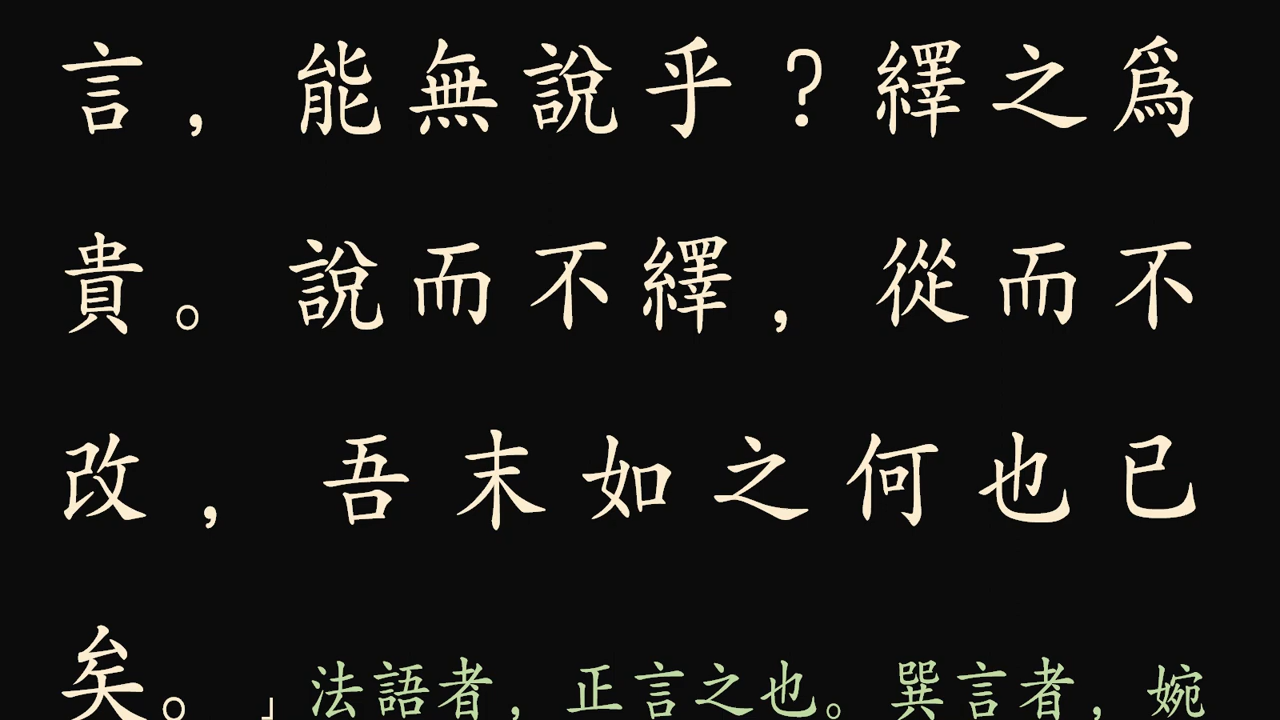 言，能無說乎？繹之爲
貴。說而不繹，從而不
改，吾末如之何也已
矣。」法語者，正言之也。巽言者，婉